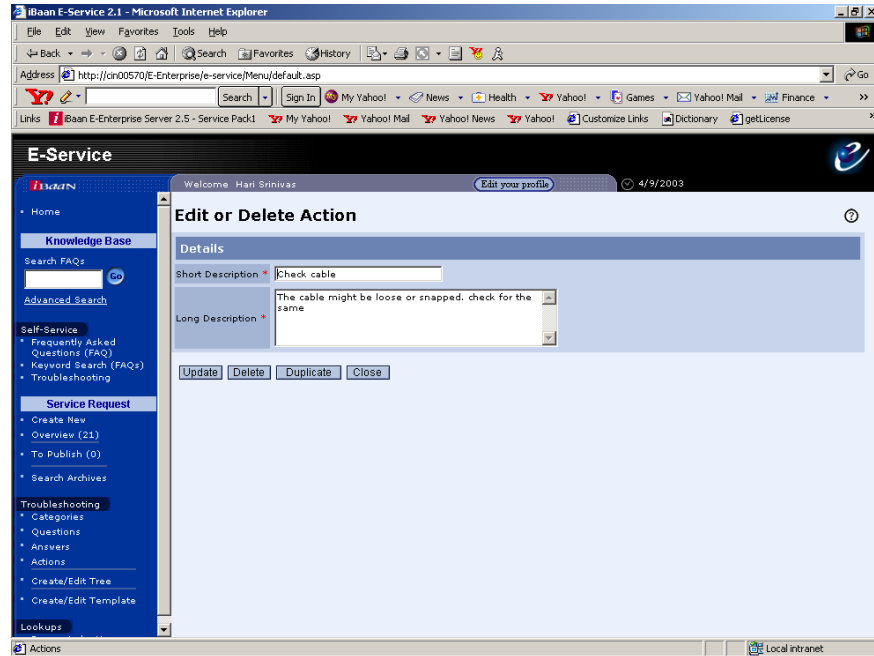 iBaan E-Service 2.1 - Microsoft Internet Explorer
File Edit View Favorites Tools Help
Back Search Favorites History
Address http://cin00570/E-Enterprise/e-service/Menu/default.asp Go
Y! Search Sign In My Yahoo! News Health Yahoo! Games Yahoo! Mail Finance »
Links iBaan E-Enterprise Server 2.5 - Service Pack1 My Yahoo! Yahoo! Mail Yahoo! News Yahoo! Customize Links Dictionary getLicense »
E-Service
iBaan Welcome Hari Srinivas Edit your profile 4/9/2003
Home
Edit or Delete Action
Knowledge Base
Search FAQs
Go
Advanced Search
Self-Service
Frequently Asked
Questions (FAQ)
Keyword Search (FAQs)
Troubleshooting
Service Request
Create New
Overview (21)
To Publish (0)
Search Archives
Troubleshooting
Categories
Questions
Answers
Actions
Create/Edit Tree
Create/Edit Template
Lookups
Details
Short Description * Check cable
Long Description * The cable might be loose or snapped. check for the
same
Update Delete Duplicate Close
Actions Local intranet